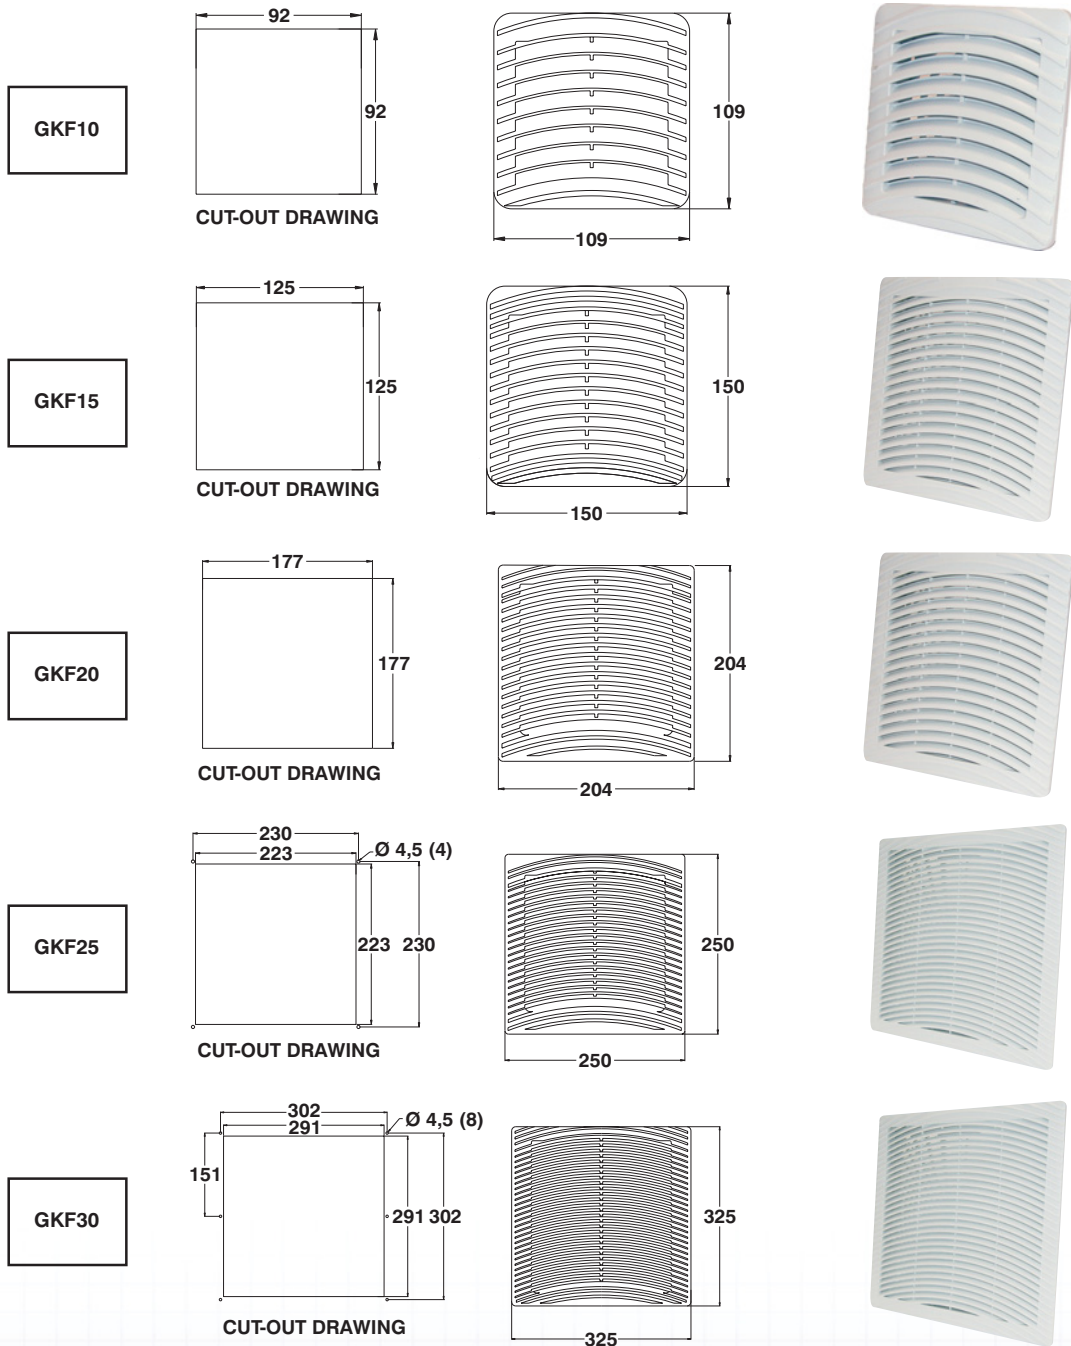 GKF10
92
92
CUT-OUT DRAWING
109
109
GKF15
125
125
CUT-OUT DRAWING
150
150
GKF20
177
177
CUT-OUT DRAWING
204
204
GKF25
230
223
Ø 4,5 (4)
223 230
CUT-OUT DRAWING
250
250
GKF30
302
291
Ø 4,5 (8)
151
291 302
CUT-OUT DRAWING
325
325